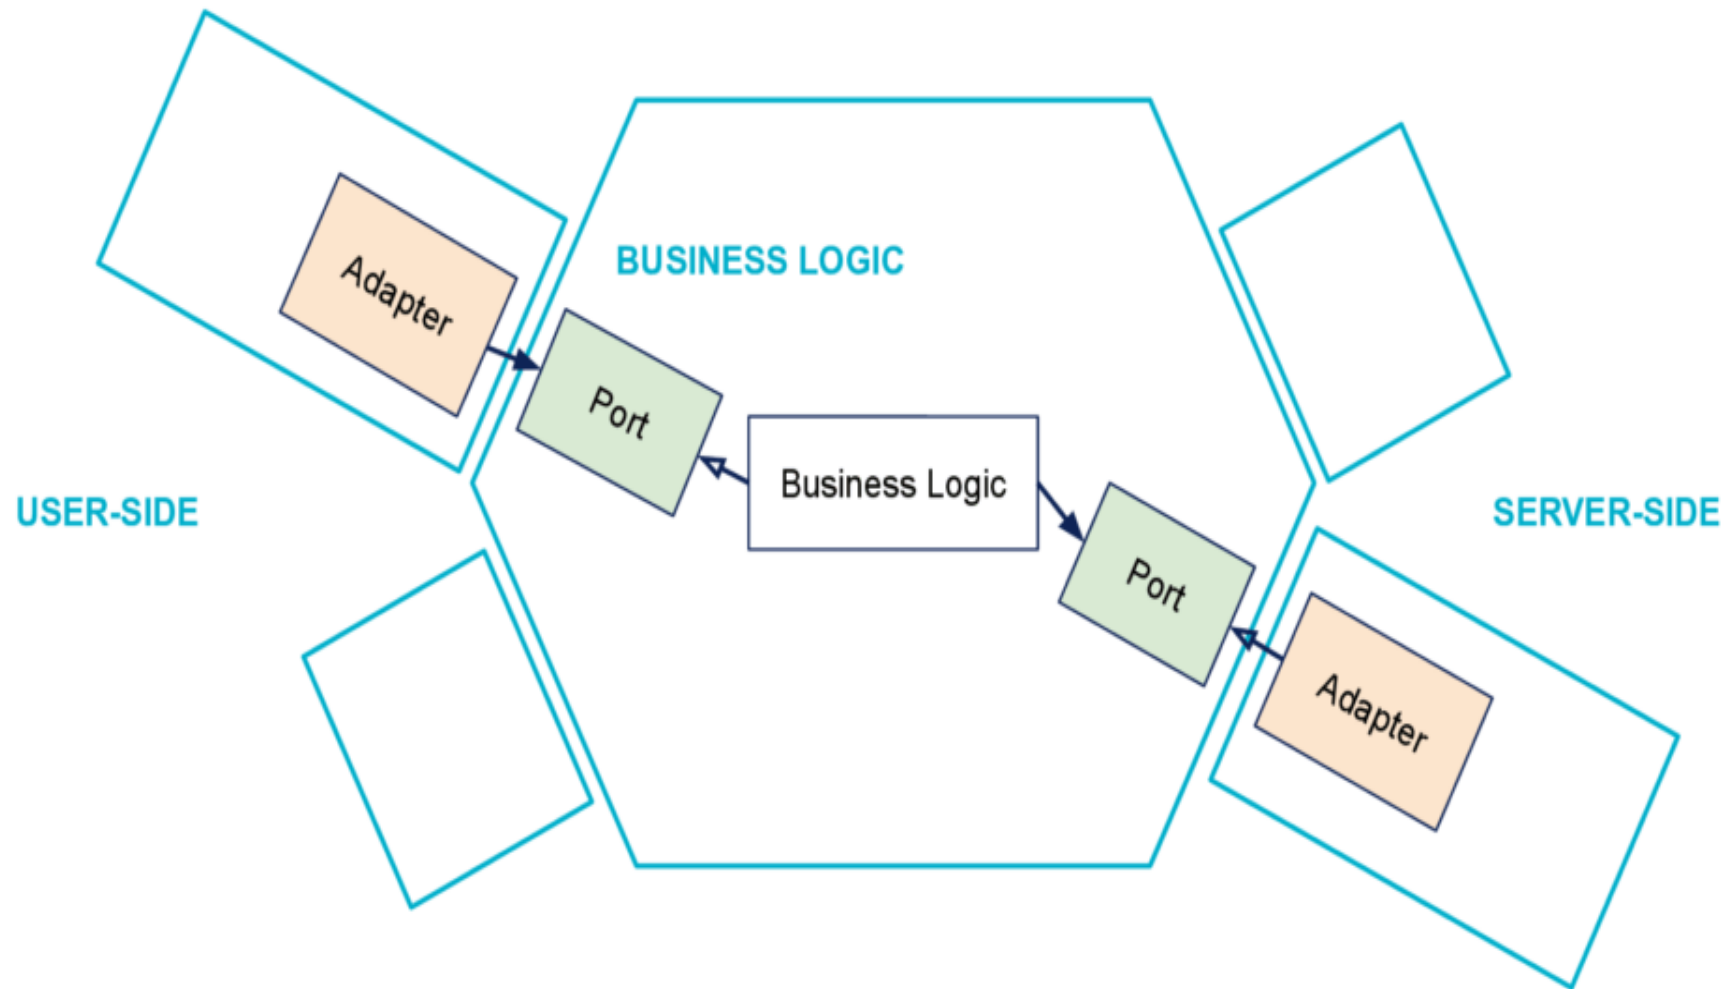 Adapter
BUSINESS LOGIC
Port
Business Logic
USER-SIDE
SERVER-SIDE
Port
Adapter